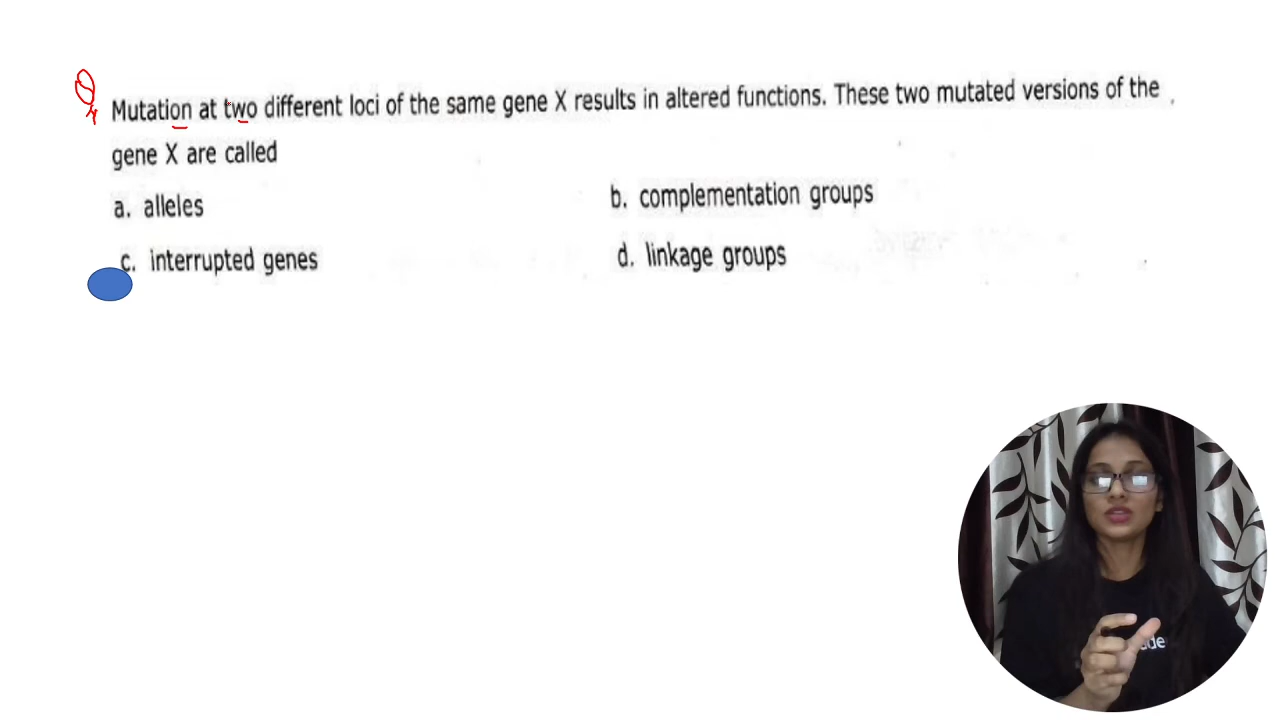 Q
Mutation at two different loci of the same gene X results in altered functions. These two mutated versions of the
gene X are called
a. alleles
b. complementation groups
c. interrupted genes
d. linkage groups